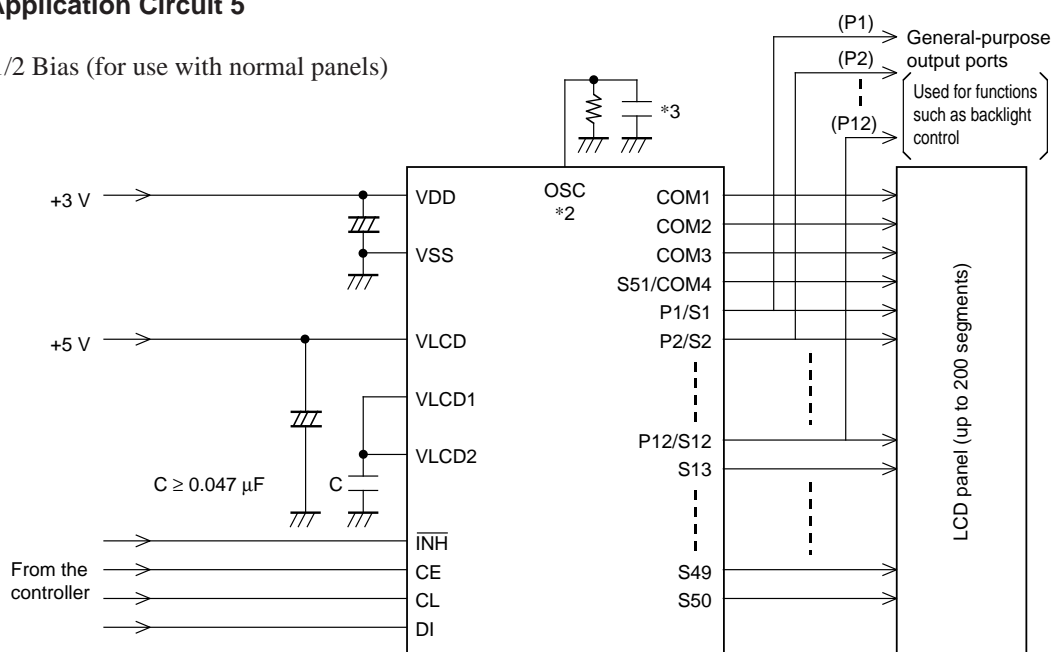 Application Circuit 5
1/2 Bias (for use with normal panels)
(P1)
General-purpose
output ports
(P2)
Used for functions
such as backlight
control
(P12)
*3
+3 V
VDD
OSC
*2
COM1
COM2
VSS
COM3
S51/COM4
P1/S1
+5 V
VLCD
P2/S2
VLCD1
P12/S12
VLCD2
S13
C ≥ 0.047 μF
C
LCD panel (up to 200 segments)
From the
controller
I̅N̅H̅
CE
CL
DI
S49
S50